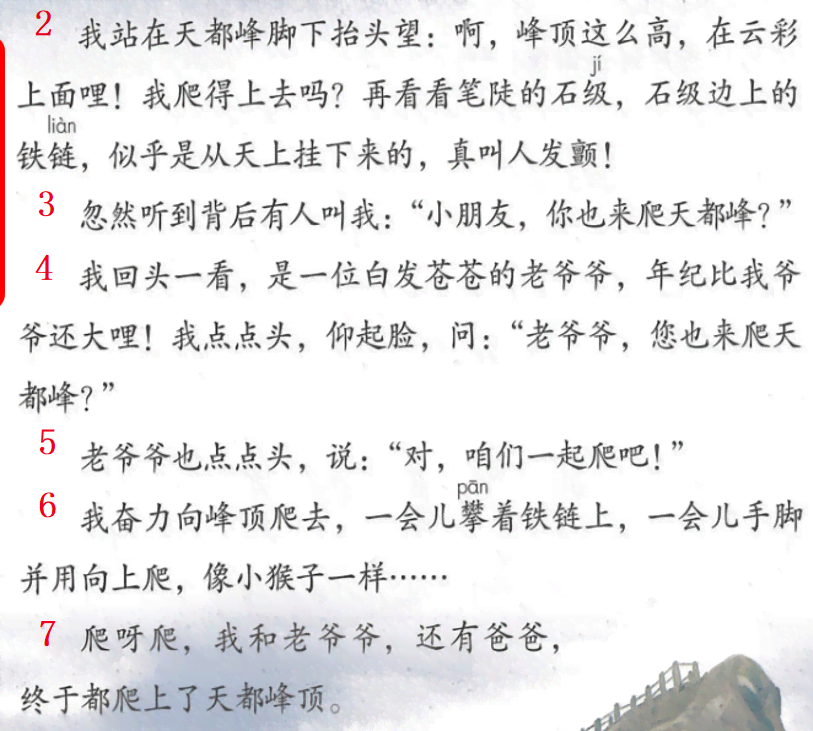 2 我站在天都峰脚下抬头望：啊，峰顶这么高，在云彩
jí
上面哩！我爬得上去吗？再看看笔陡的石级，石级边上的
liàn
铁链，似乎是从天上挂下来的，真叫人发颤！
3 忽然听到背后有人叫我：“小朋友，你也来爬天都峰？”
4 我回头一看，是一位白发苍苍的老爷爷，年纪比我爷
爷还大哩！我点点头，仰起脸，问：“老爷爷，您也来爬天
都峰？”
5 老爷爷也点点头，说：“对，咱们一起爬吧！”
pān
6 我奋力向峰顶爬去，一会儿攀着铁链上，一会儿手脚
并用向上爬，像小猴子一样……
7 爬呀爬，我和老爷爷，还有爸爸，
终于都爬上了天都峰顶。